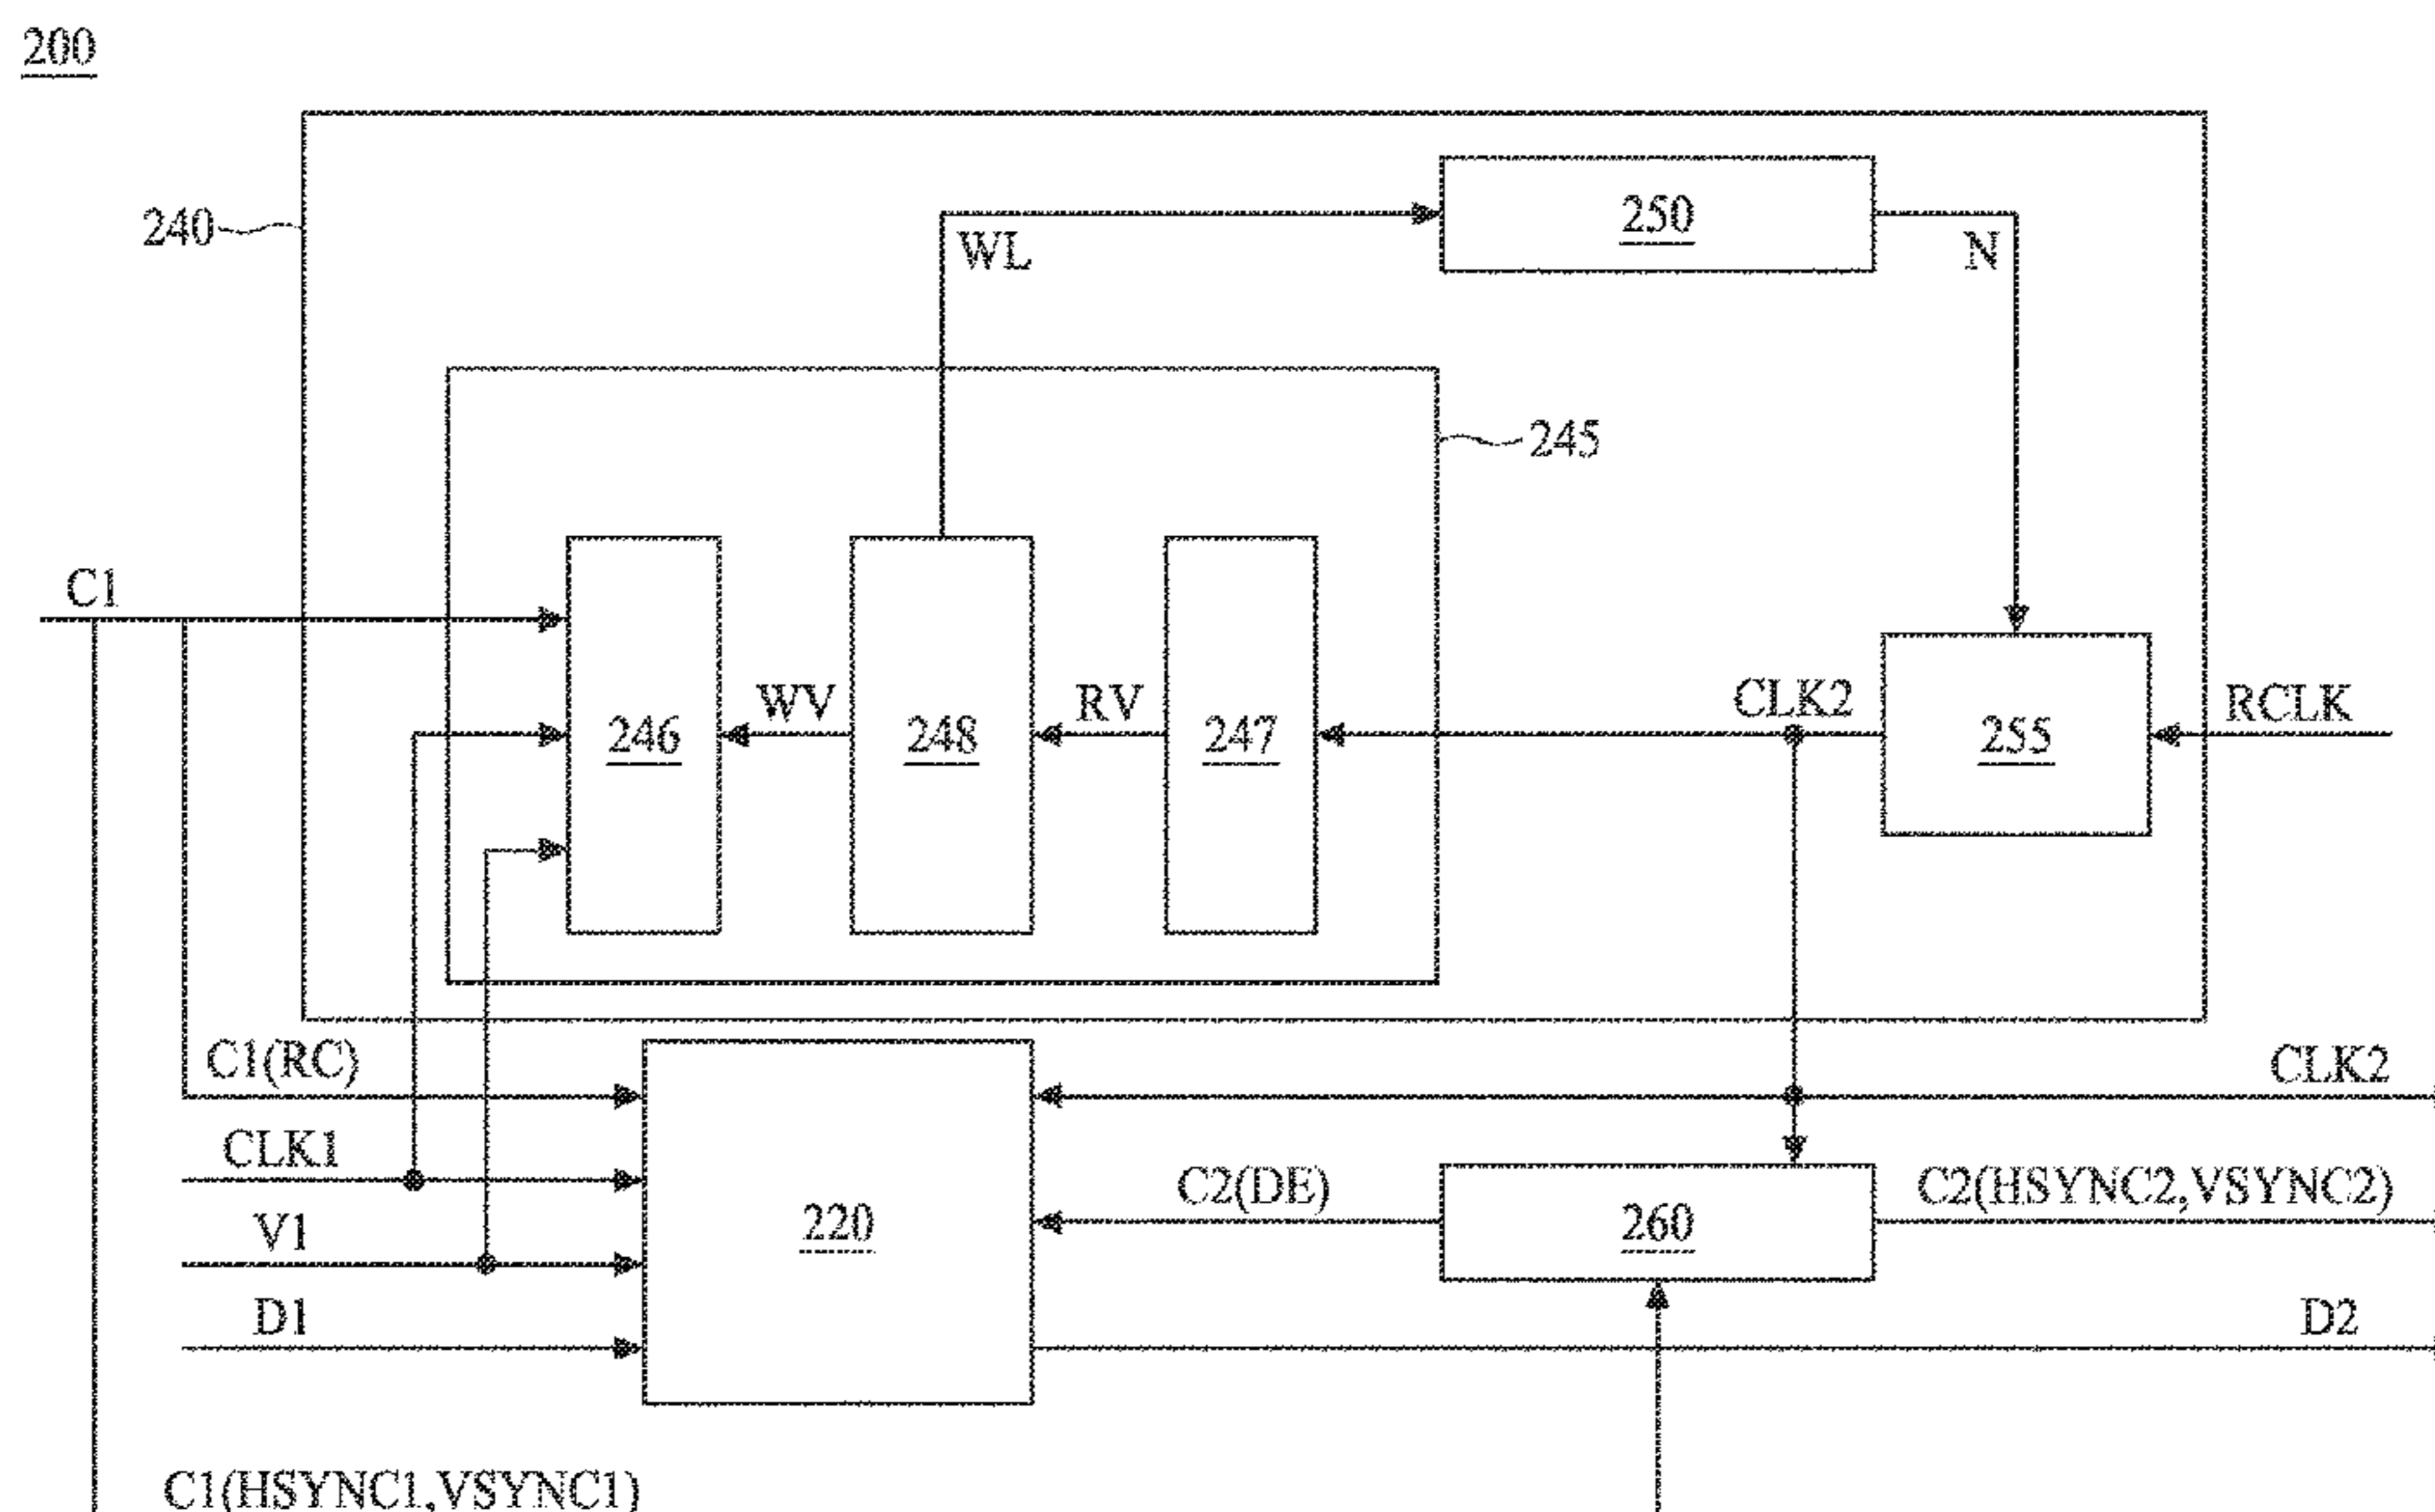 200
250
240
WL
N
245
C1
WV
RV
CLK2
RCLK
246
248
247
255
C1(RC)
CLK2
CLK1
C2(DE)
C2(HSYNC2,VSYNC2)
V1
220
260
D1
D2
C1(HSYNC1,VSYNC1)